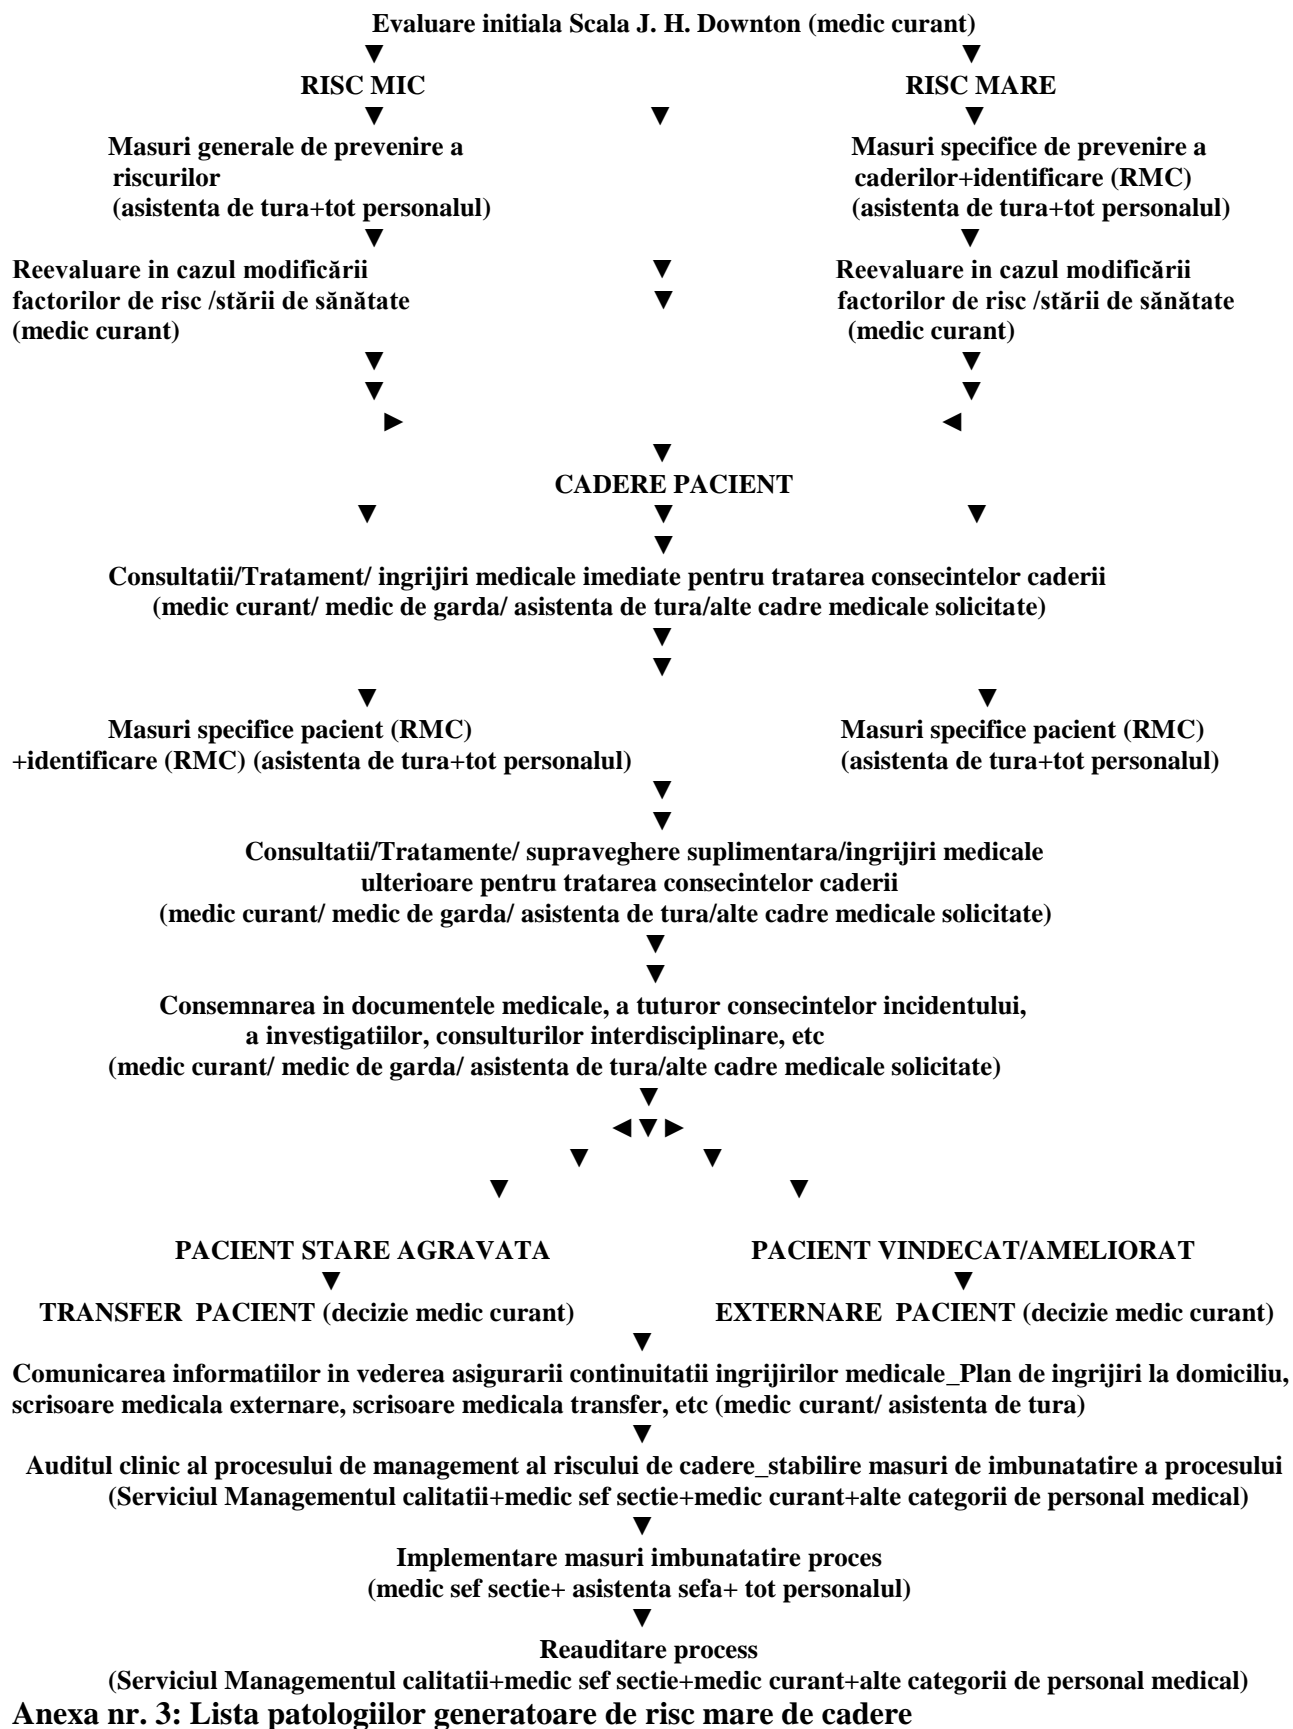 Evaluare initiala Scala J. H. Downton (medic curant)
▼ ▼
RISC MIC RISC MARE
▼ ▼ ▼
Masuri generale de prevenire a Masuri specifice de prevenire a
riscurilor caderilor+identificare (RMC)
(asistenta de tura+tot personalul) (asistenta de tura+tot personalul)
▼ ▼
Reevaluare in cazul modificării ▼ Reevaluare in cazul modificării
factorilor de risc /stării de sănătate ▼ factorilor de risc /stării de sănătate
(medic curant) (medic curant)
▼ ▼
▼ ▼
► ◄
▼
CADERE PACIENT
▼ ▼ ▼
▼
Consultatii/Tratament/ ingrijiri medicale imediate pentru tratarea consecintelor caderii
(medic curant/ medic de garda/ asistenta de tura/alte cadre medicale solicitate)
▼
▼
▼ ▼
Masuri specifice pacient (RMC) Masuri specifice pacient (RMC)
+identificare (RMC) (asistenta de tura+tot personalul) (asistenta de tura+tot personalul)
▼
▼
Consultatii/Tratamente/ supraveghere suplimentara/ingrijiri medicale
ulterioare pentru tratarea consecintelor caderii
(medic curant/ medic de garda/ asistenta de tura/alte cadre medicale solicitate)
▼
▼
Consemnarea in documentele medicale, a tuturor consecintelor incidentului,
a investigatiilor, consulturilor interdisciplinare, etc
(medic curant/ medic de garda/ asistenta de tura/alte cadre medicale solicitate)
▼
◄▼►
▼ ▼
▼ ▼
PACIENT STARE AGRAVATA PACIENT VINDECAT/AMELIORAT
▼ ▼
TRANSFER PACIENT (decizie medic curant) EXTERNARE PACIENT (decizie medic curant)
▼
Comunicarea informatiilor in vederea asigurarii continuitatii ingrijirilor medicale_Plan de ingrijiri la domiciliu,
scrisoare medicala externare, scrisoare medicala transfer, etc (medic curant/ asistenta de tura)
▼
Auditul clinic al procesului de management al riscului de cadere_stabilire masuri de imbunatatire a procesului
(Serviciul Managementul calitatii+medic sef sectie+medic curant+alte categorii de personal medical)
▼
Implementare masuri imbunatatire proces
(medic sef sectie+ asistenta sefa+ tot personalul)
▼
Reauditare process
(Serviciul Managementul calitatii+medic sef sectie+medic curant+alte categorii de personal medical)
Anexa nr. 3: Lista patologiilor generatoare de risc mare de cadere